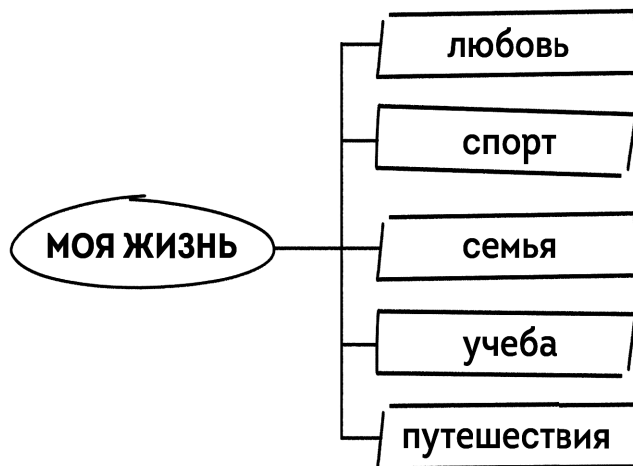 любовь
спорт
МОЯ ЖИЗНЬ
семья
учеба
путешествия